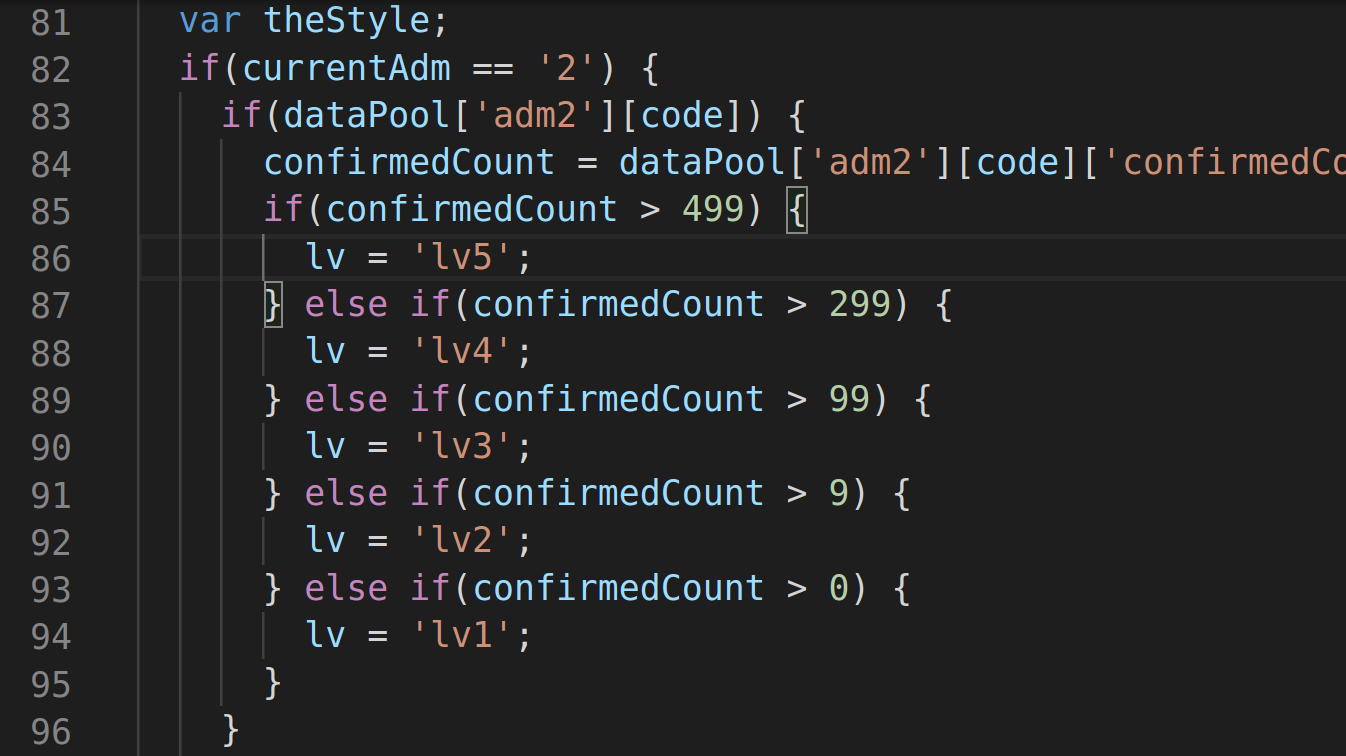 81 var theStyle;
82 if(currentAdm == '2') {
83 if(dataPool['adm2'][code]) {
84 confirmedCount = dataPool['adm2'][code]['confirmedCo
85 if(confirmedCount > 499) {
86 lv = 'lv5';
87 } else if(confirmedCount > 299) {
88 lv = 'lv4';
89 } else if(confirmedCount > 99) {
90 lv = 'lv3';
91 } else if(confirmedCount > 9) {
92 lv = 'lv2';
93 } else if(confirmedCount > 0) {
94 lv = 'lv1';
95 }
96 }